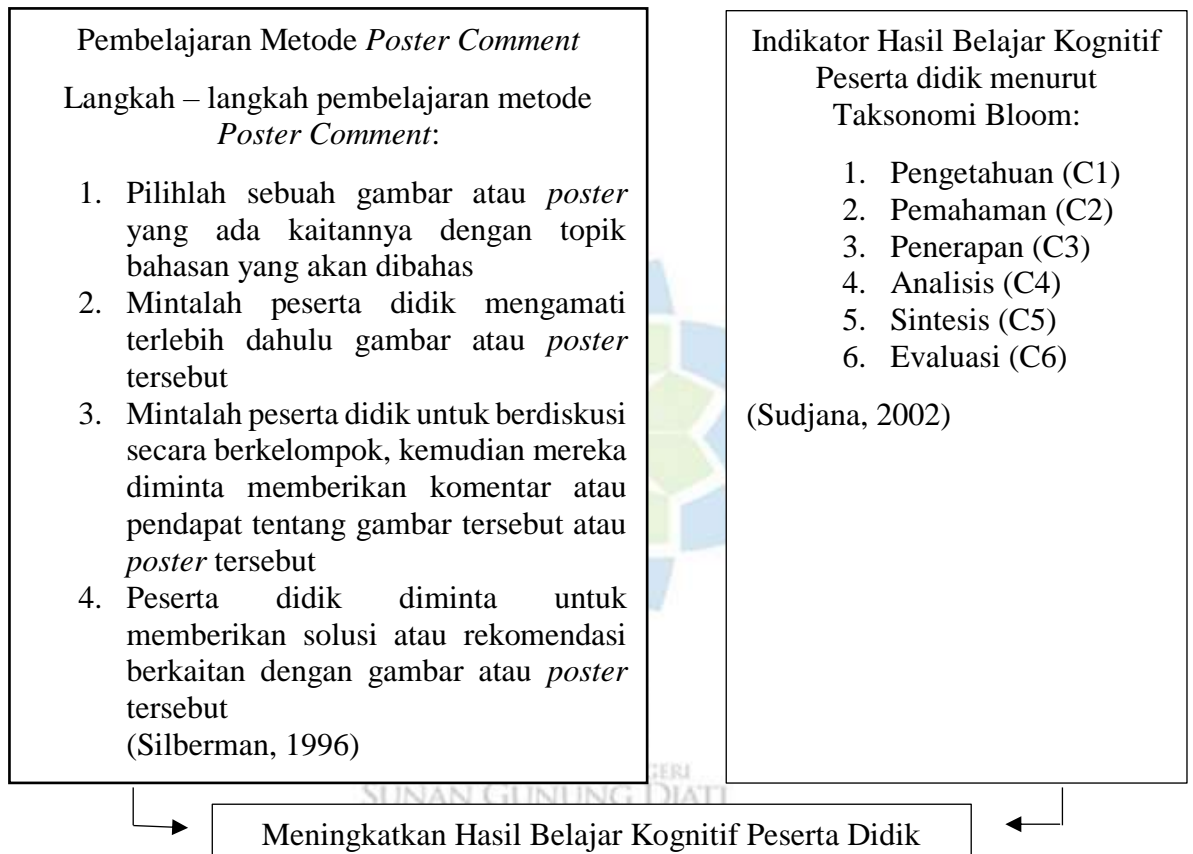 Pembelajaran Metode Poster Comment
Langkah – langkah pembelajaran metode
Poster Comment:
1. Pilihlah sebuah gambar atau poster
yang ada kaitannya dengan topik
bahasan yang akan dibahas
2. Mintalah peserta didik mengamati
terlebih dahulu gambar atau poster
tersebut
3. Mintalah peserta didik untuk berdiskusi
secara berkelompok, kemudian mereka
diminta memberikan komentar atau
pendapat tentang gambar tersebut atau
poster tersebut
4. Peserta didik diminta untuk
memberikan solusi atau rekomendasi
berkaitan dengan gambar atau poster
tersebut
(Silberman, 1996)
Indikator Hasil Belajar Kognitif
Peserta didik menurut
Taksonomi Bloom:
1. Pengetahuan (C1)
2. Pemahaman (C2)
3. Penerapan (C3)
4. Analisis (C4)
5. Sintesis (C5)
6. Evaluasi (C6)
(Sudjana, 2002)
SUNAN GUNUNG DJATI
Meningkatkan Hasil Belajar Kognitif Peserta Didik